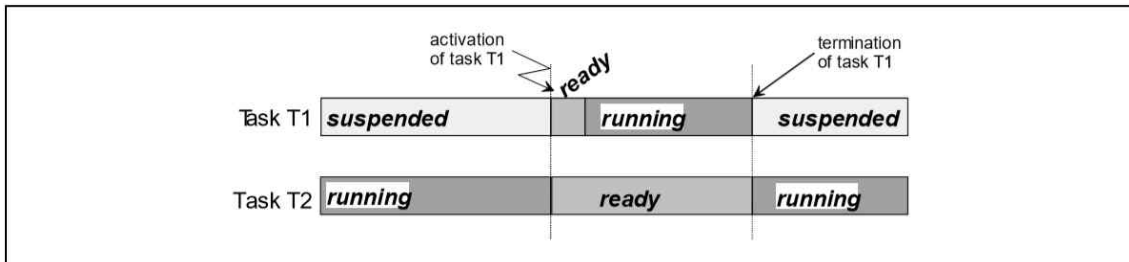 activation
of task T1
ready
termination
of task T1
Task T1 suspended running suspended
Task T2 running ready running